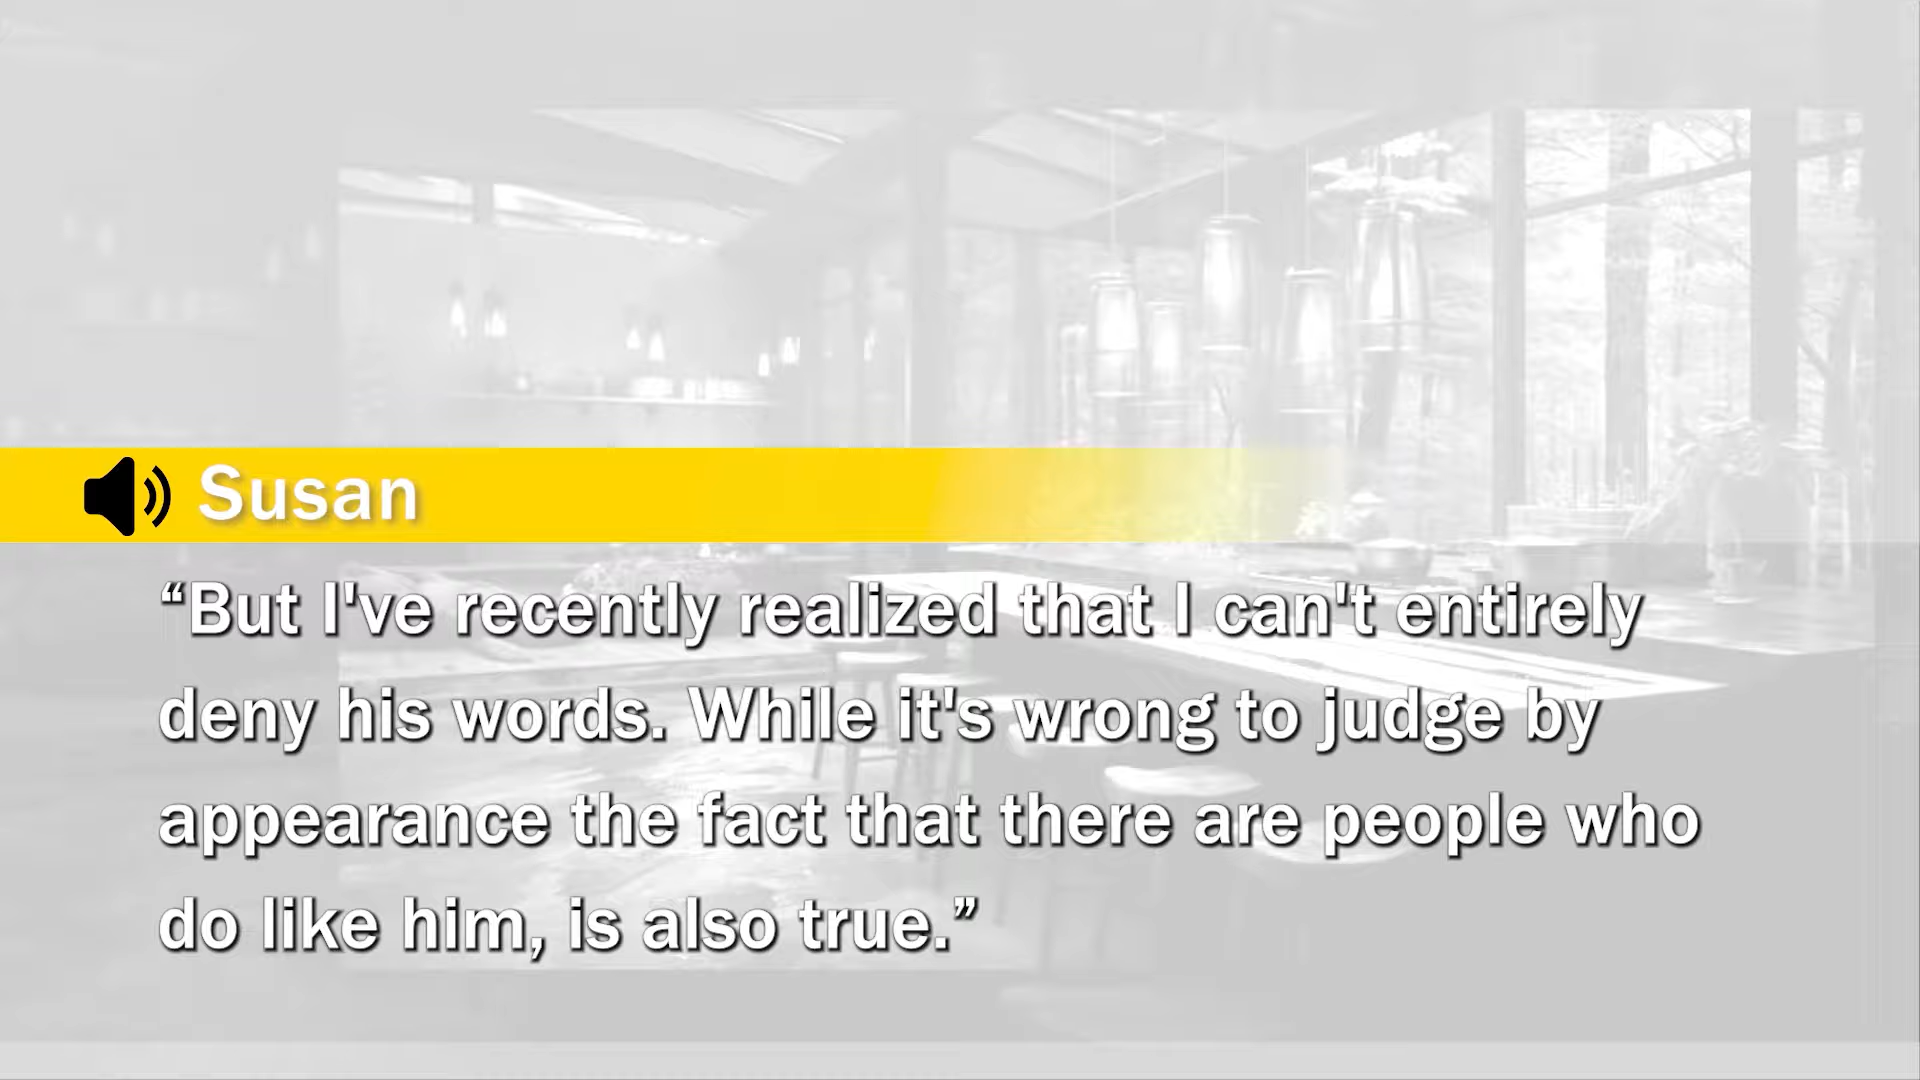 Susan
“But I've recently realized that I can't entirely
deny his words. While it's wrong to judge by
appearance the fact that there are people who
do like him, is also true.”